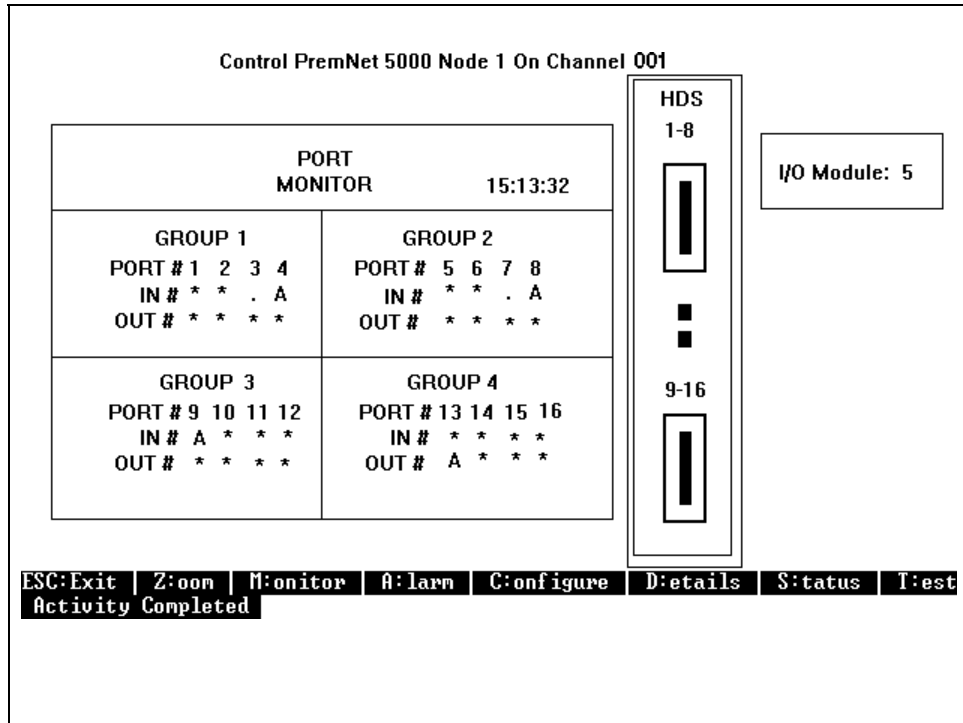 Control PremNet 5000 Node 1 On Channel 001
PORT
MONITOR 15:13:32
GROUP 1
PORT # 1 2 3 4
IN # * * . A
OUT # * * * *
GROUP 2
PORT # 5 6 7 8
IN # * * . A
OUT # * * * *
GROUP 3
PORT # 9 10 11 12
IN # A * * *
OUT # * * * *
GROUP 4
PORT # 13 14 15 16
IN # * * * *
OUT # A * * *
HDS
1-8
9-16
I/O Module: 5
ESC:Exit | Z:oom | M:onitor | A:larm | C:onfigure | D:etails | S:tatus | T:est
Activity Completed